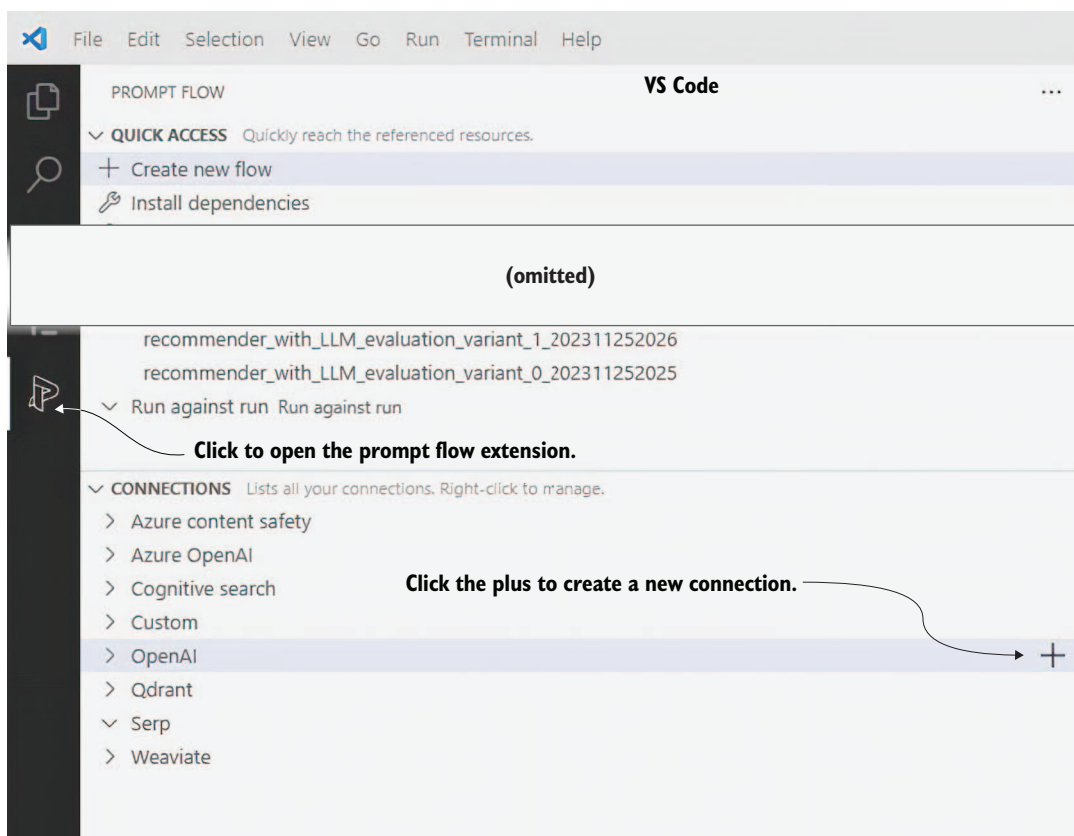 File Edit Selection View Go Run Terminal Help
PROMPT FLOW
VS Code
...
QUICK ACCESS Quickly reach the referenced resources.
Create new flow
Install dependencies
(omitted)
recommender_with_LLM_evaluation_variant_1_202311252026
recommender_with_LLM_evaluation_variant_0_202311252025
Run against run Run against run
Click to open the prompt flow extension.
CONNECTIONS Lists all your connections. Right-click to manage.
Azure content safety
Azure OpenAI
Cognitive search
Click the plus to create a new connection.
Custom
OpenAI
Qdrant
Serp
Weaviate